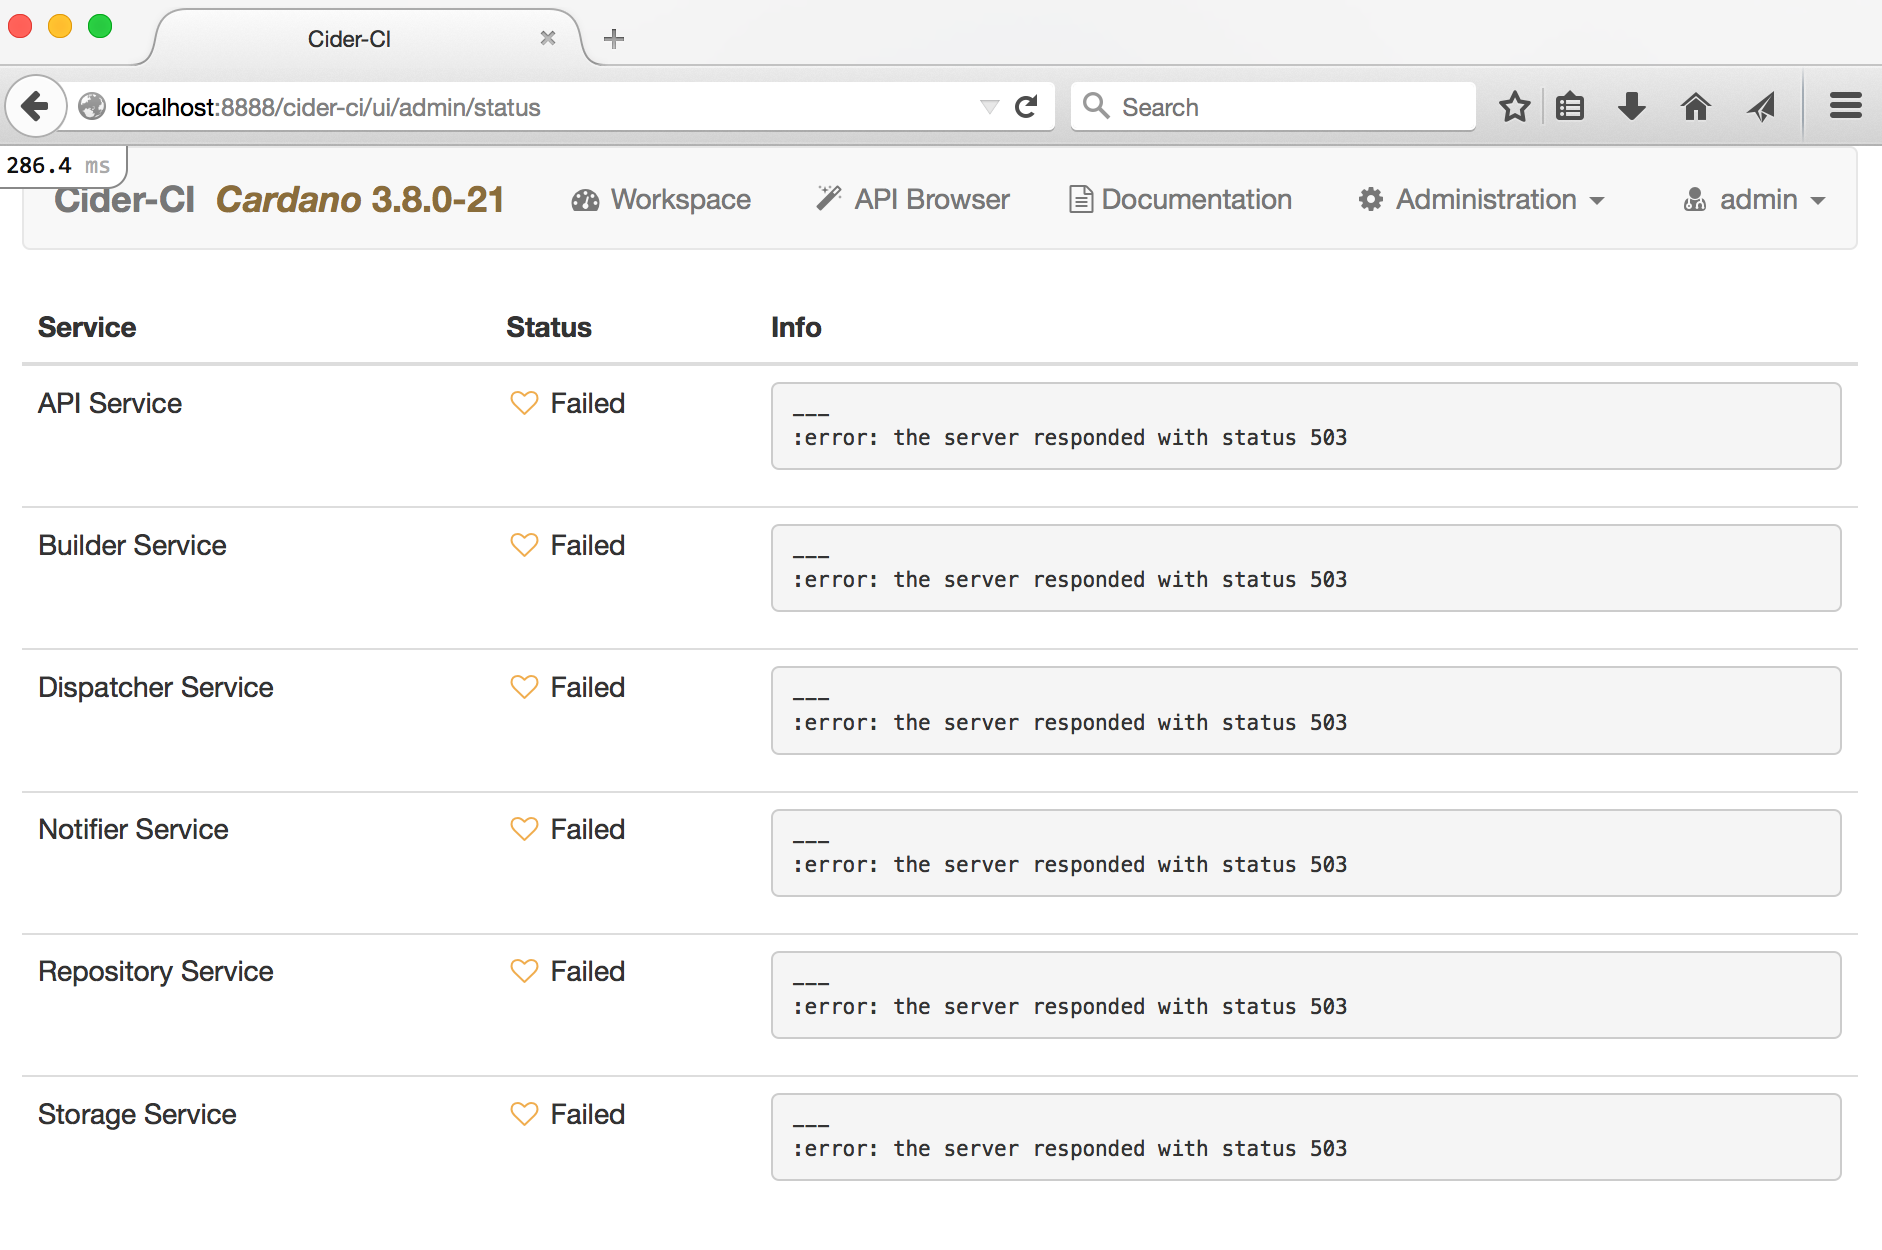 Cider-CI
localhost:8888/cider-ci/ui/admin/status
Search
286.4 ms
Cider-CI Cardano 3.8.0-21 Workspace API Browser Documentation Administration admin
Service Status Info
API Service Failed
---
:error: the server responded with status 503
Builder Service Failed
---
:error: the server responded with status 503
Dispatcher Service Failed
---
:error: the server responded with status 503
Notifier Service Failed
---
:error: the server responded with status 503
Repository Service Failed
---
:error: the server responded with status 503
Storage Service Failed
---
:error: the server responded with status 503